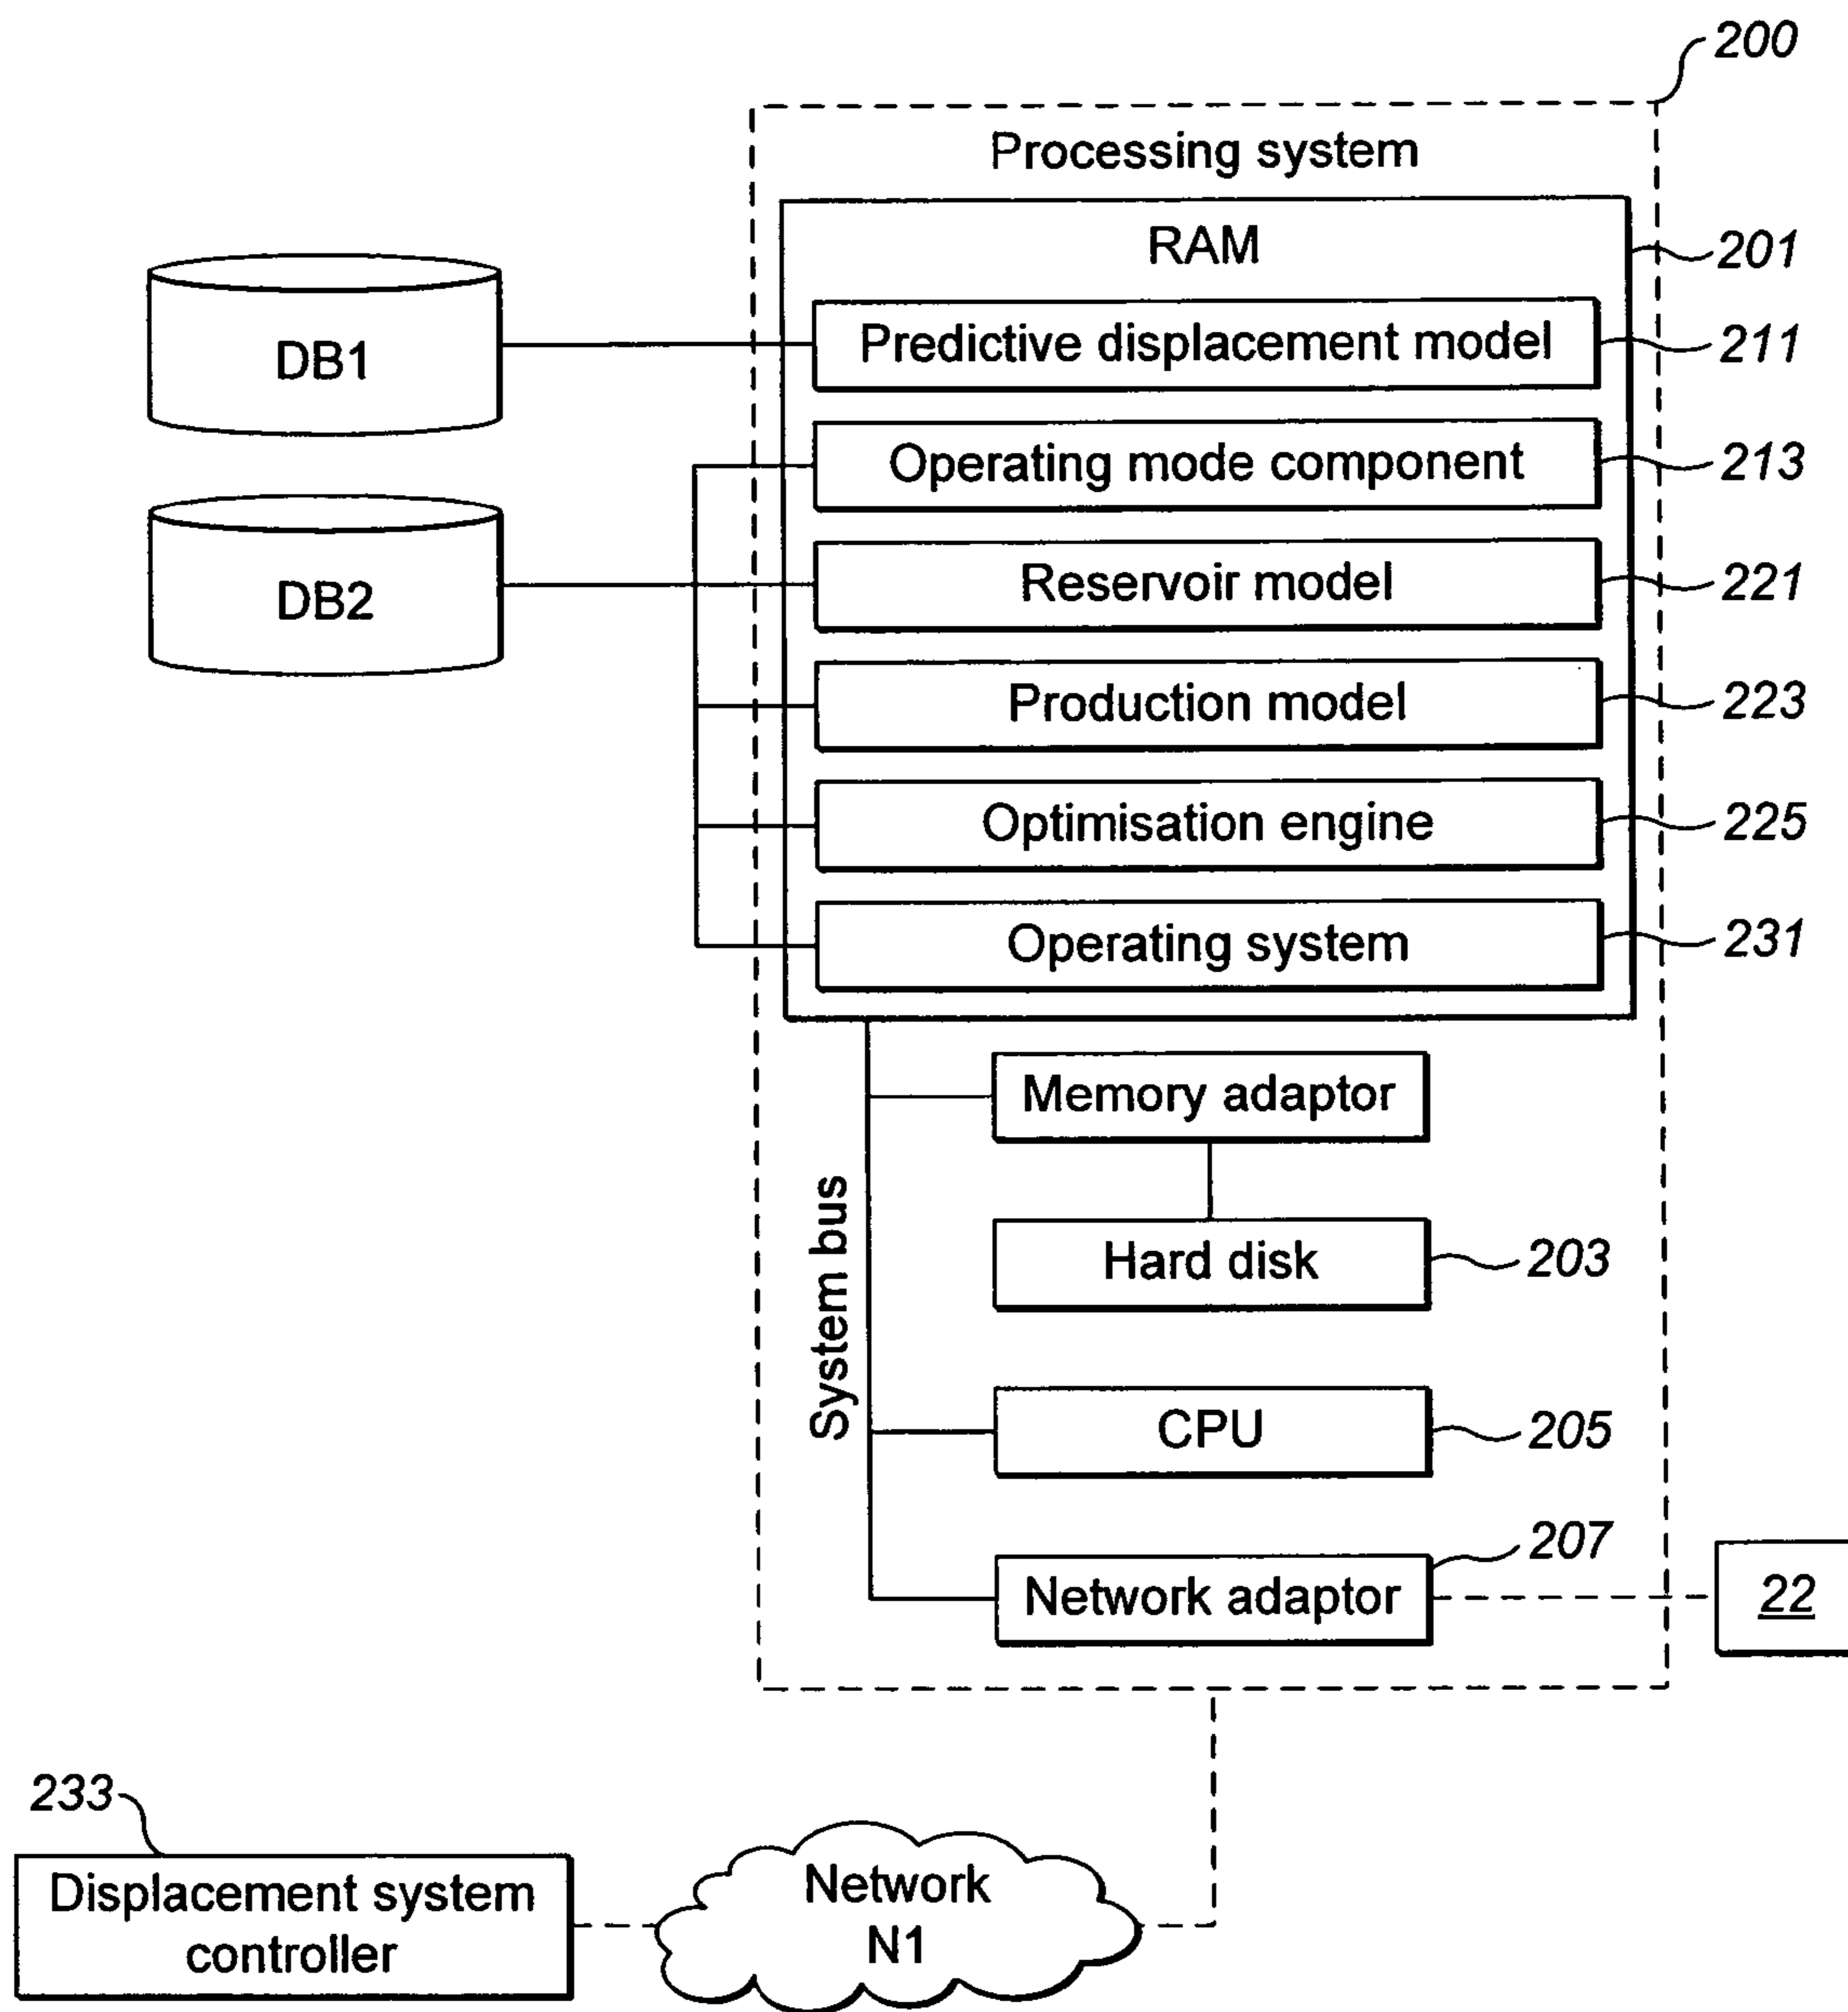 200
Processing system
RAM
201
DB1
Predictive displacement model
211
Operating mode component
213
DB2
Reservoir model
221
Production model
223
Optimisation engine
225
Operating system
231
Memory adaptor
System bus
Hard disk
203
CPU
205
207
Network adaptor
22
233
Displacement system
controller
Network
N1